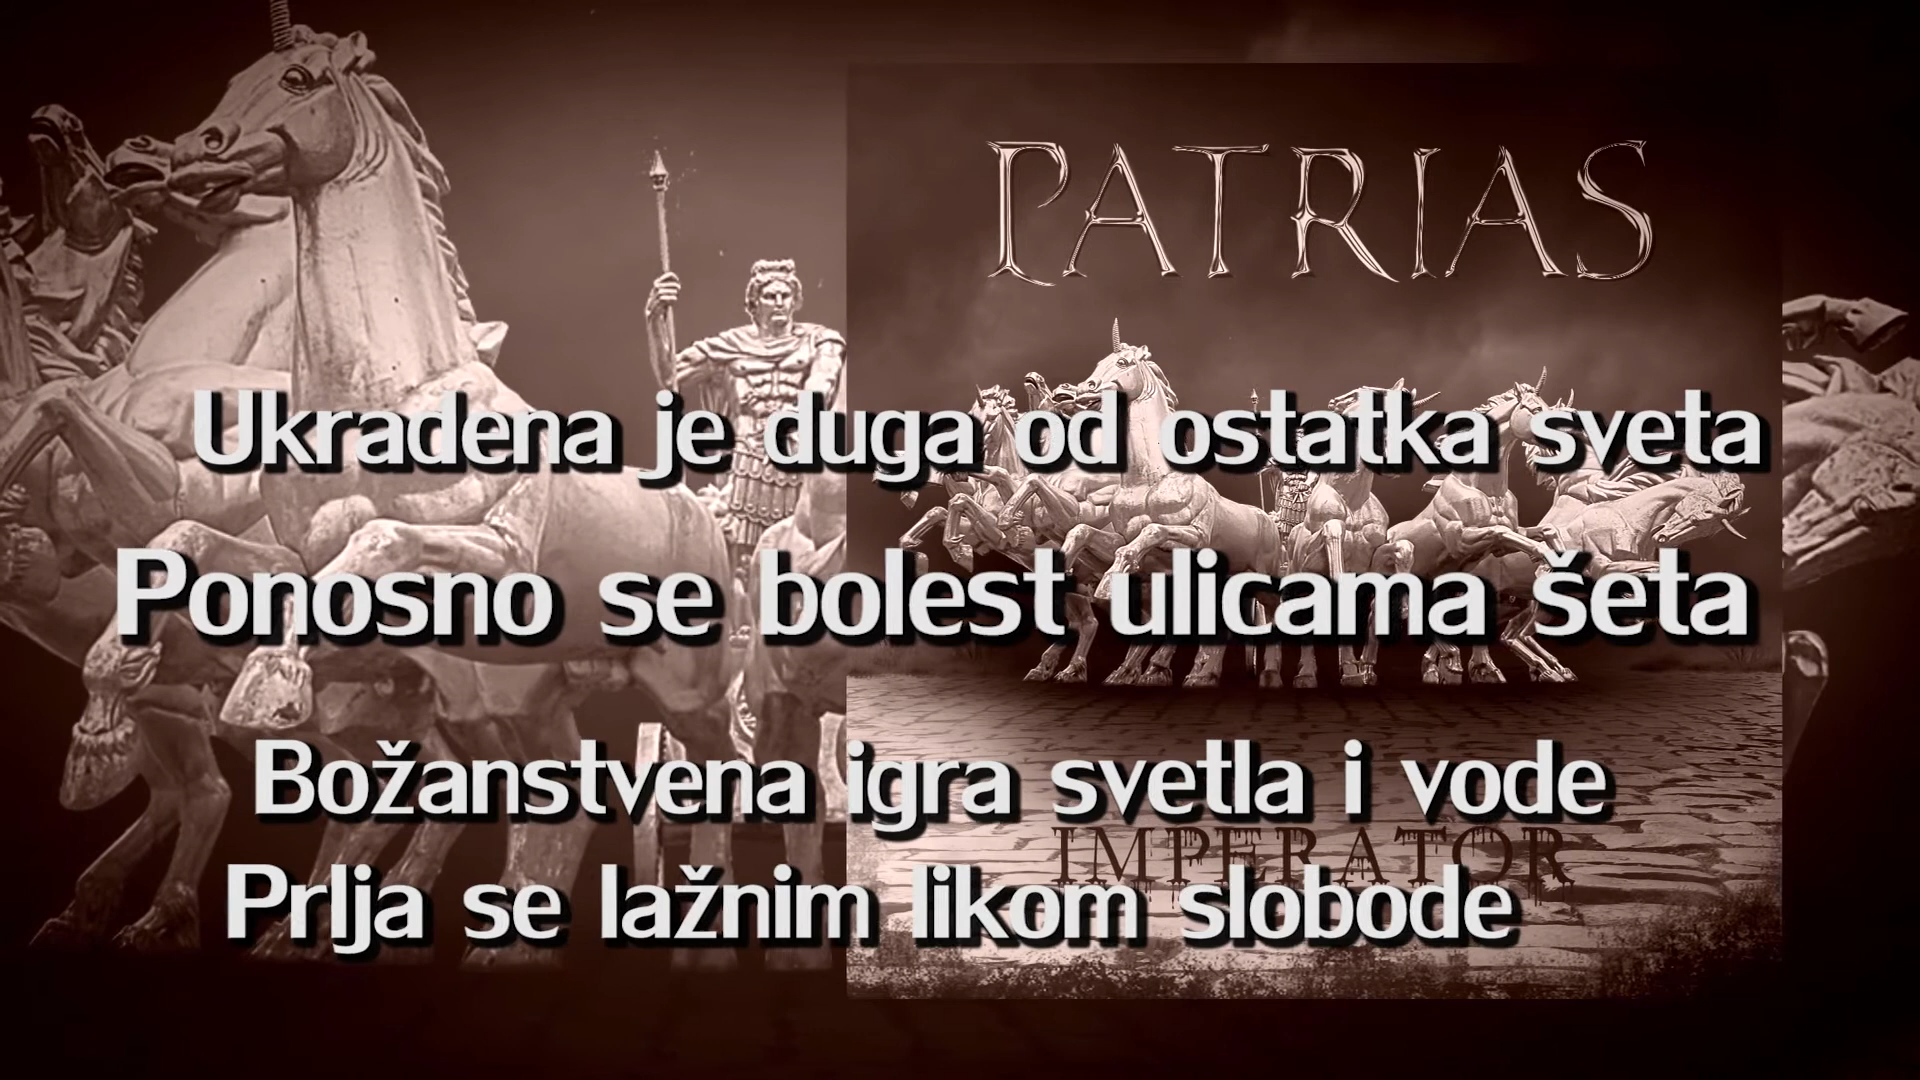 PATRIAS
Ukradena je duga od ostatka sveta
Ponosno se bolest ulicama šeta
Božanstvena igra svetla i vode
IMPERATOR
Prlja se lažnim likom slobode